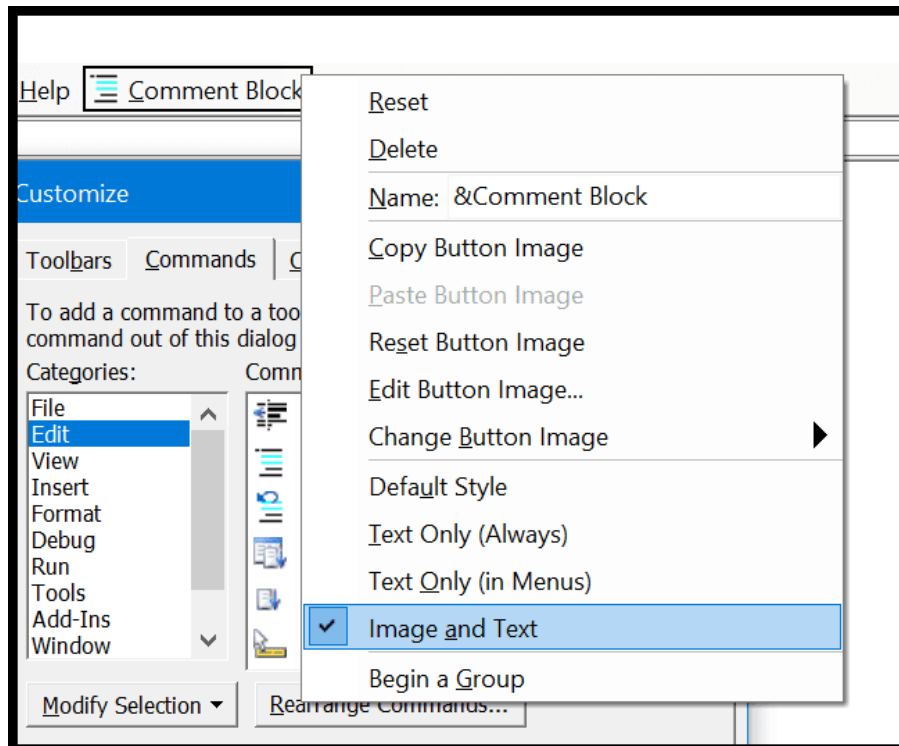 Help Comment Block
Reset
Delete
Name: &Comment Block
Copy Button Image
Paste Button Image
Reset Button Image
Edit Button Image...
Change Button Image
Default Style
Text Only (Always)
Text Only (in Menus)
Image and Text
Begin a Group
Customize
Toolbars Commands
To add a command to a
command out of this dialog
Categories:
File
Edit
View
Insert
Format
Debug
Run
Tools
Add-Ins
Window
Modify Selection
Rearrange Commands...